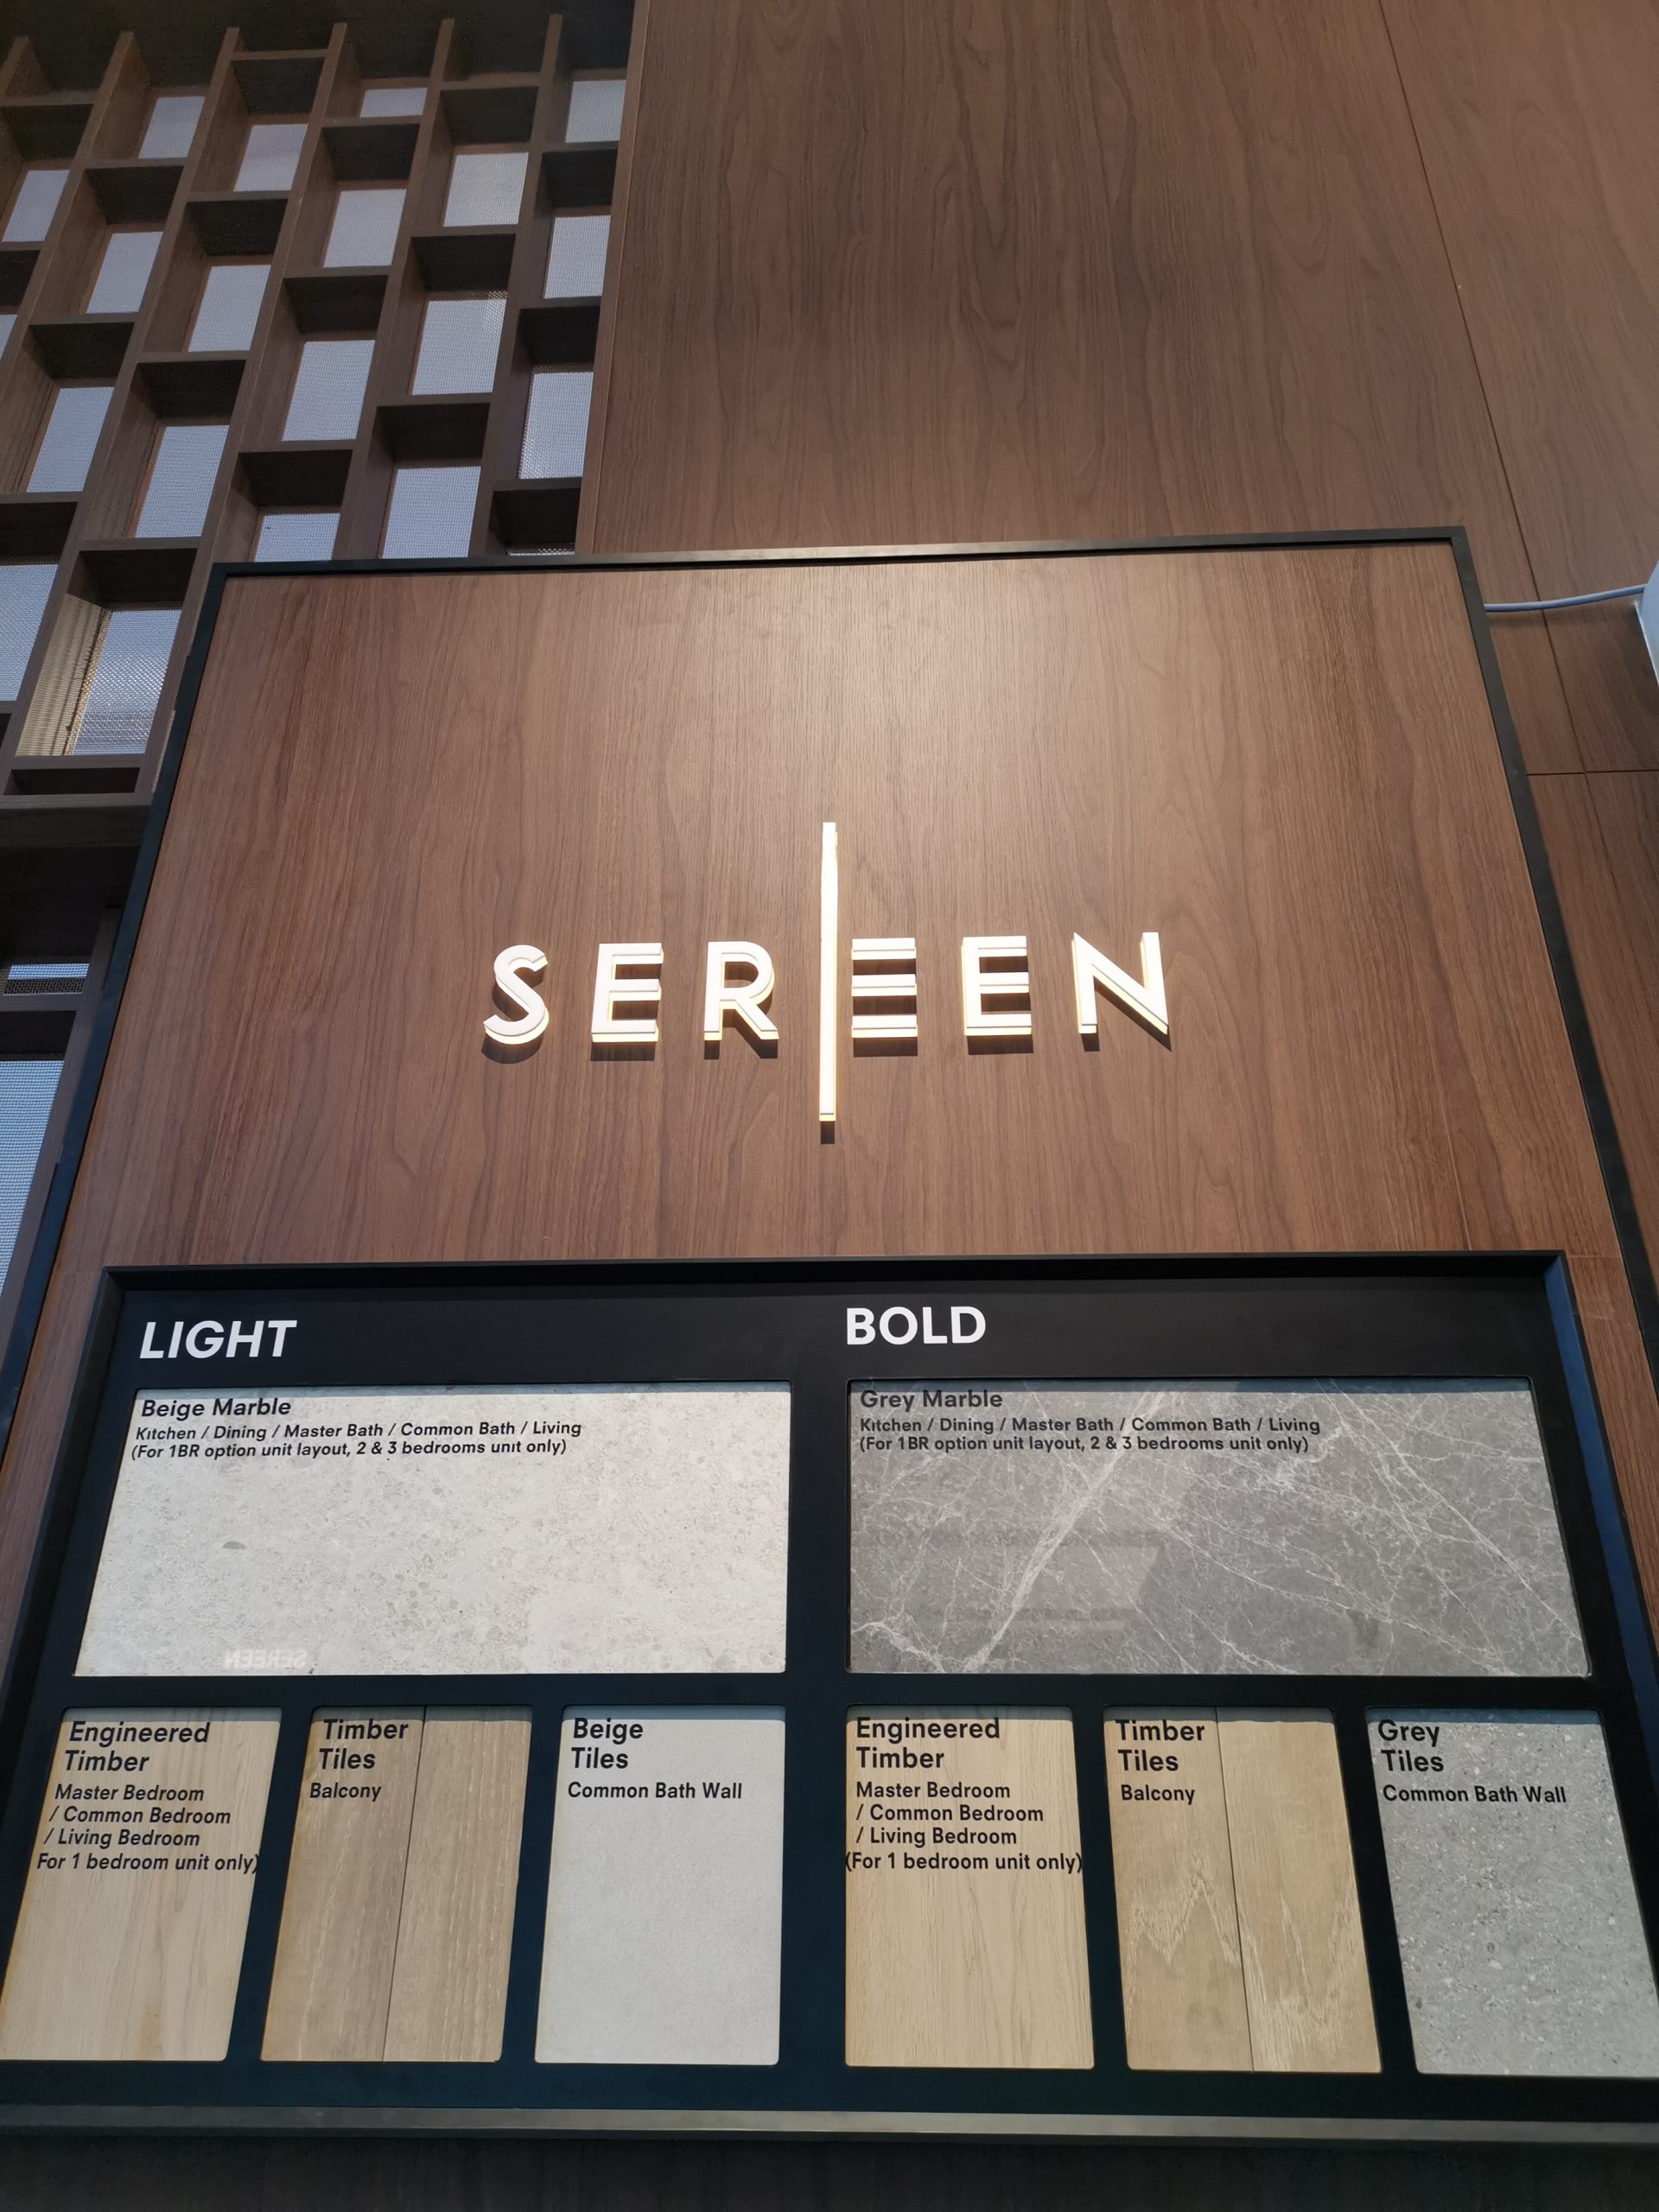 SEREEN
LIGHT
Beige Marble
Kitchen / Dining / Master Bath / Common Bath / Living
(For 1BR option unit layout, 2 & 3 bedrooms unit only)
Engineered
Timber
Master Bedroom
/ Common Bedroom
/ Living Bedroom
For 1 bedroom unit only)
Timber
Tiles
Balcony
Beige
Tiles
Common Bath Wall
BOLD
Grey Marble
Kitchen / Dining / Master Bath / Common Bath / Living
(For 1BR option unit layout, 2 & 3 bedrooms unit only)
Engineered
Timber
Master Bedroom
/ Common Bedroom
/ Living Bedroom
(For 1 bedroom unit only)
Timber
Tiles
Balcony
Grey
Tiles
Common Bath Wall